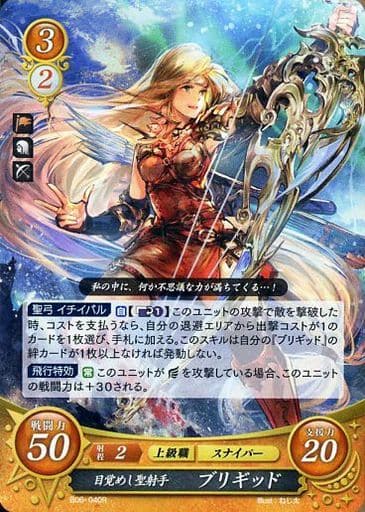 3
2
私の中に、何か不思議な力が満ちてくる…！
聖弓 イチイバル 自【 1】このユニットの攻撃で敵を撃破した
時、コストを支払うなら、自分の退避エリアから出撃コストが1の
カードを1枚選び、手札に加える。このスキルは自分の『ブリギッド』の
絆カードが1枚以上なければ発動しない。
飛行特効 常 このユニットが を攻撃している場合、このユニット
の戦闘力は＋30される。
戦闘力 50
射程 2 上級職 スナイパー
支援力 20
目覚めし聖射手 ブリギッド
B06-040R
Illust：ねじ太